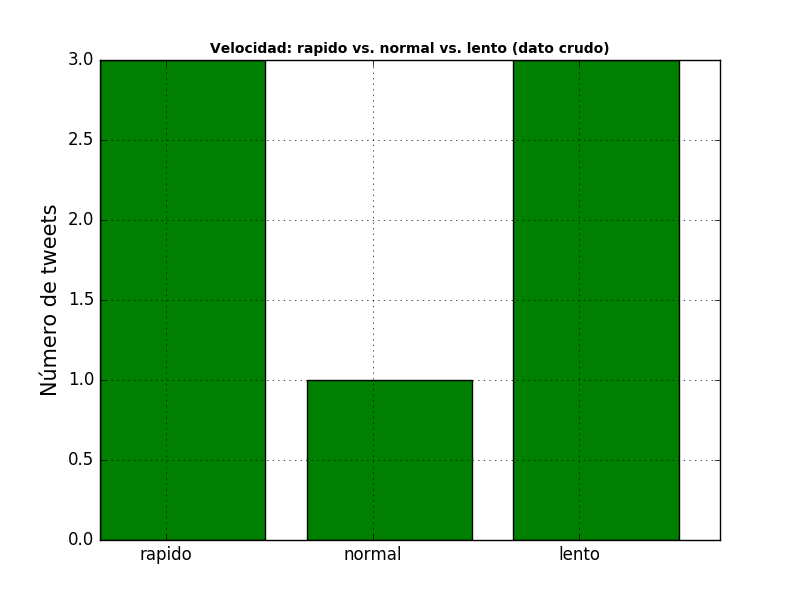 Velocidad: rapido vs. normal vs. lento (dato crudo)
Número de tweets
3.0
2.5
2.0
1.5
1.0
0.5
0.0
rapido normal lento